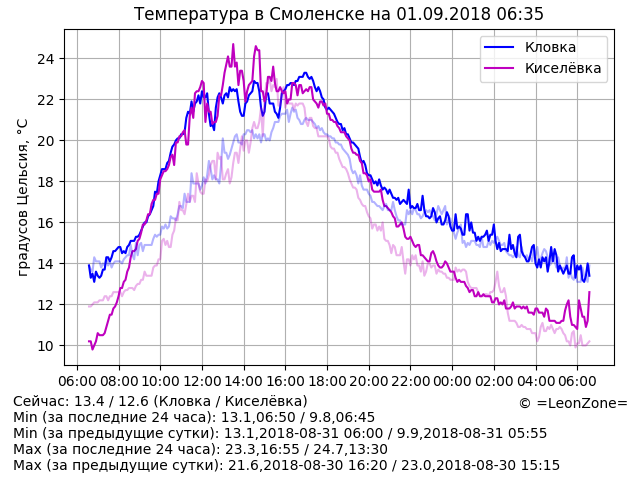 Температура в Смоленске на 01.09.2018 06:35
Кловка
Киселёвка
градусов Цельсия, °C
24
22
20
18
16
14
12
10
06:00 08:00 10:00 12:00 14:00 16:00 18:00 20:00 22:00 00:00 02:00 04:00 06:00
Сейчас: 13.4 / 12.6 (Кловка / Киселёвка)
© =LeonZone=
Min (за последние 24 часа): 13.1,06:50 / 9.8,06:45
Min (за предыдущие сутки): 13.1,2018-08-31 06:00 / 9.9,2018-08-31 05:55
Max (за последние 24 часа): 23.3,16:55 / 24.7,13:30
Max (за предыдущие сутки): 21.6,2018-08-30 16:20 / 23.0,2018-08-30 15:15